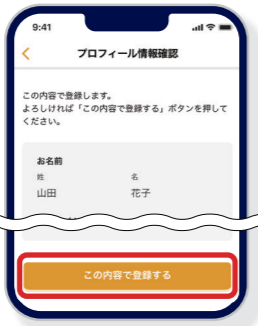 9:41
プロフィール情報確認
この内容で登録します。
よろしければ「この内容で登録する」ボタンを押して
ください。
お名前
姓 名
山田 花子
この内容で登録する